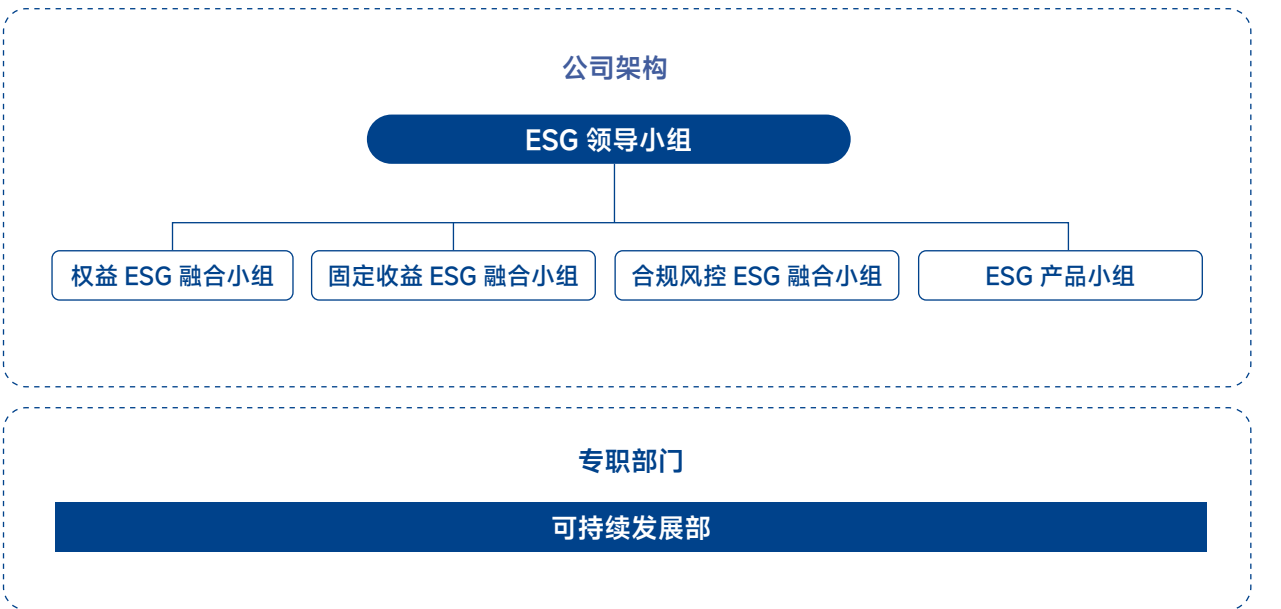 公司架构
ESG 领导小组
权益 ESG 融合小组
固定收益 ESG 融合小组
合规风控 ESG 融合小组
ESG 产品小组
专职部门
可持续发展部